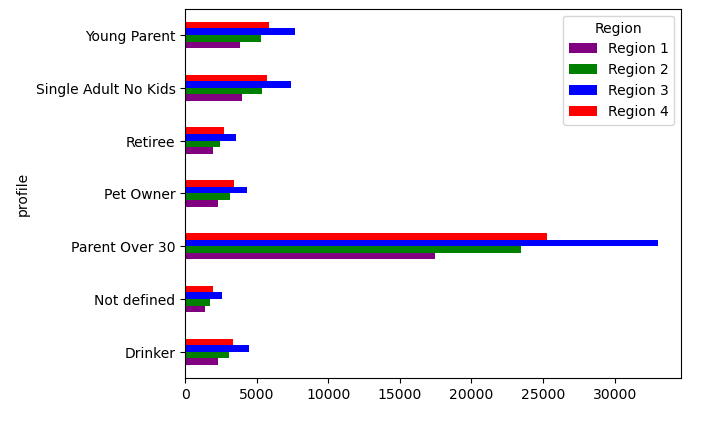 Young Parent
Single Adult No Kids
Retiree
Pet Owner
Parent Over 30
Not defined
Drinker
profile
0 5000 10000 15000 20000 25000 30000
Region
Region 1
Region 2
Region 3
Region 4